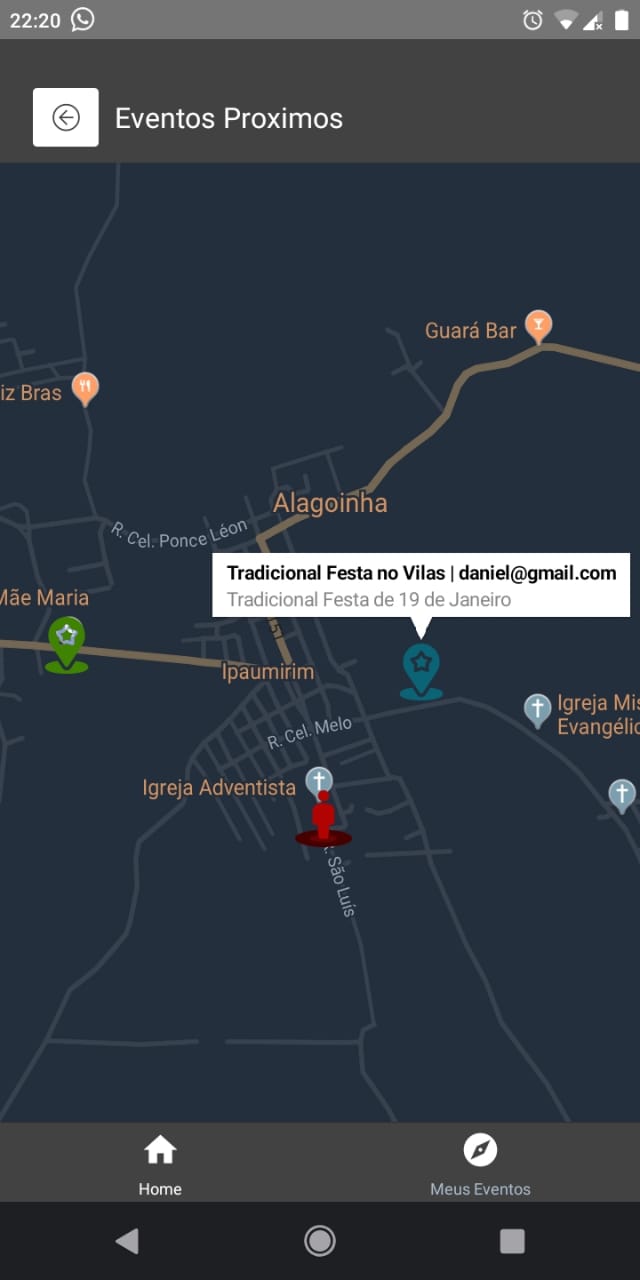 22:20
Eventos Proximos
Guará Bar
iz Bras
Alagoinha
R. Cel. Ponce Léon
Tradicional Festa no Vilas | daniel@gmail.com
Tradicional Festa de 19 de Janeiro
Mãe Maria
Ipaumirim
Igreja Mis
Evangélic
R. Cel. Melo
Igreja Adventista
R. São Luís
Home
Meus Eventos